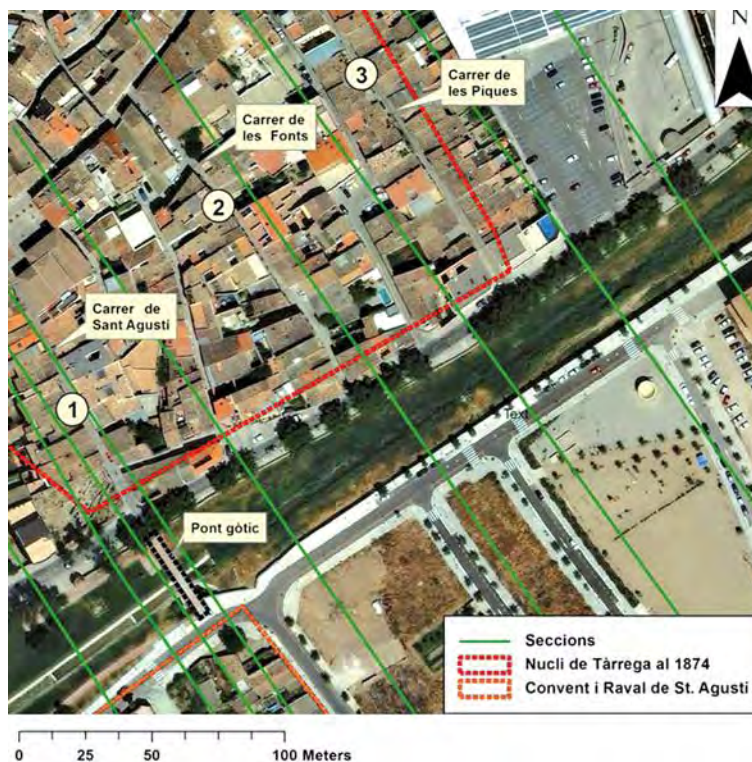 N
3
Carrer de
les Piques
Carrer de
les Fonts
2
Carrer de
Sant Agustí
1
Text
Pont gòtic
Seccions
Nucli de Tàrrega al 1874
Convent i Raval de St. Agustí
0 25 50 100 Meters